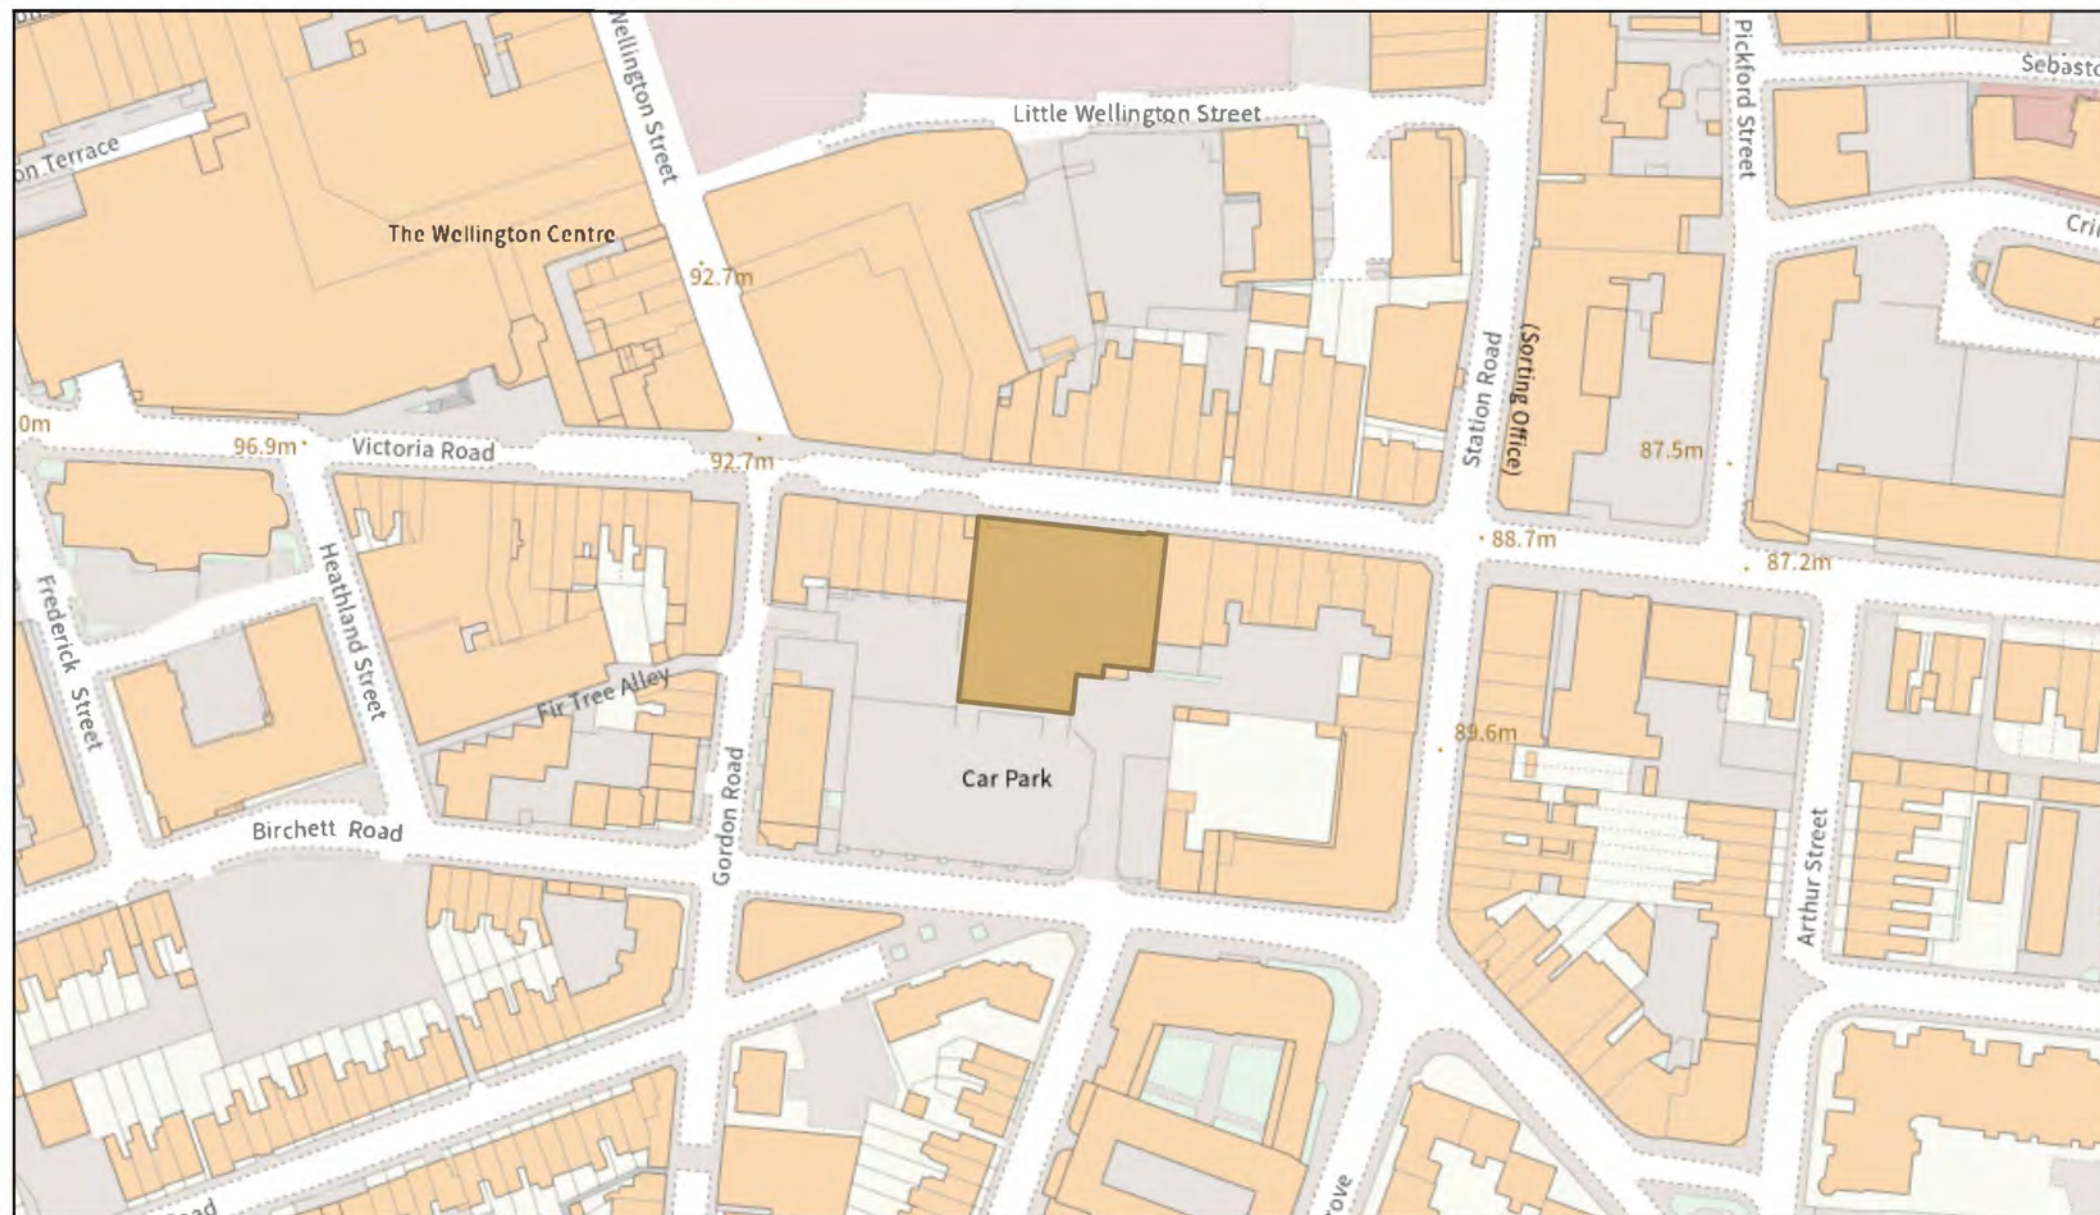 Wellington Street
Pickford Street
Sebasto
Little Wellington Street
on Terrace
The Wellington Centre
Cri
92.7m
Station Road
(Sorting Office)
0m
96.9m
Victoria Road
92.7m
87.5m
88.7m
87.2m
Frederick Street
Heathland Street
Fir Tree Alley
89.6m
Car Park
Gordon Road
Birchett Road
Arthur Street
rove
oad